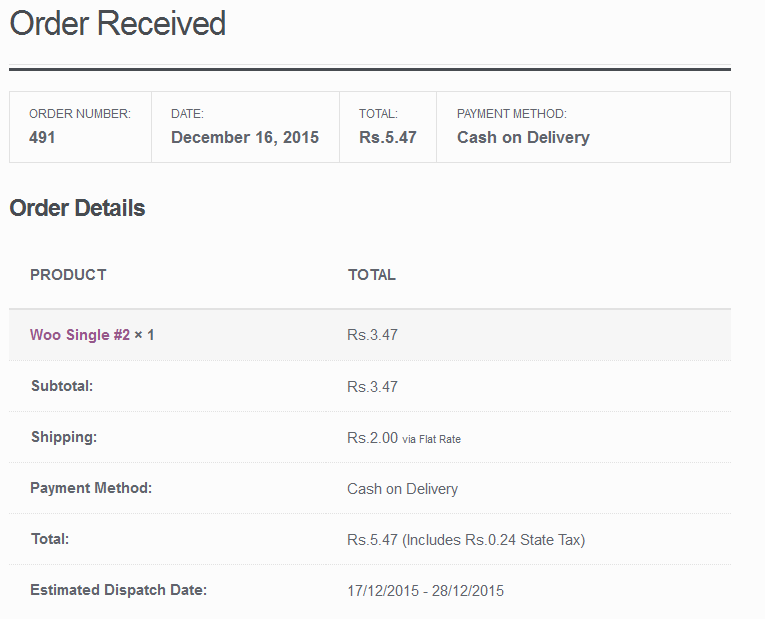 Order Received
ORDER NUMBER:
491
DATE:
December 16, 2015
TOTAL:
Rs.5.47
PAYMENT METHOD:
Cash on Delivery
Order Details
PRODUCT TOTAL
Woo Single #2 × 1 Rs.3.47
Subtotal: Rs.3.47
Shipping: Rs.2.00 via Flat Rate
Payment Method: Cash on Delivery
Total: Rs.5.47 (Includes Rs.0.24 State Tax)
Estimated Dispatch Date: 17/12/2015 - 28/12/2015